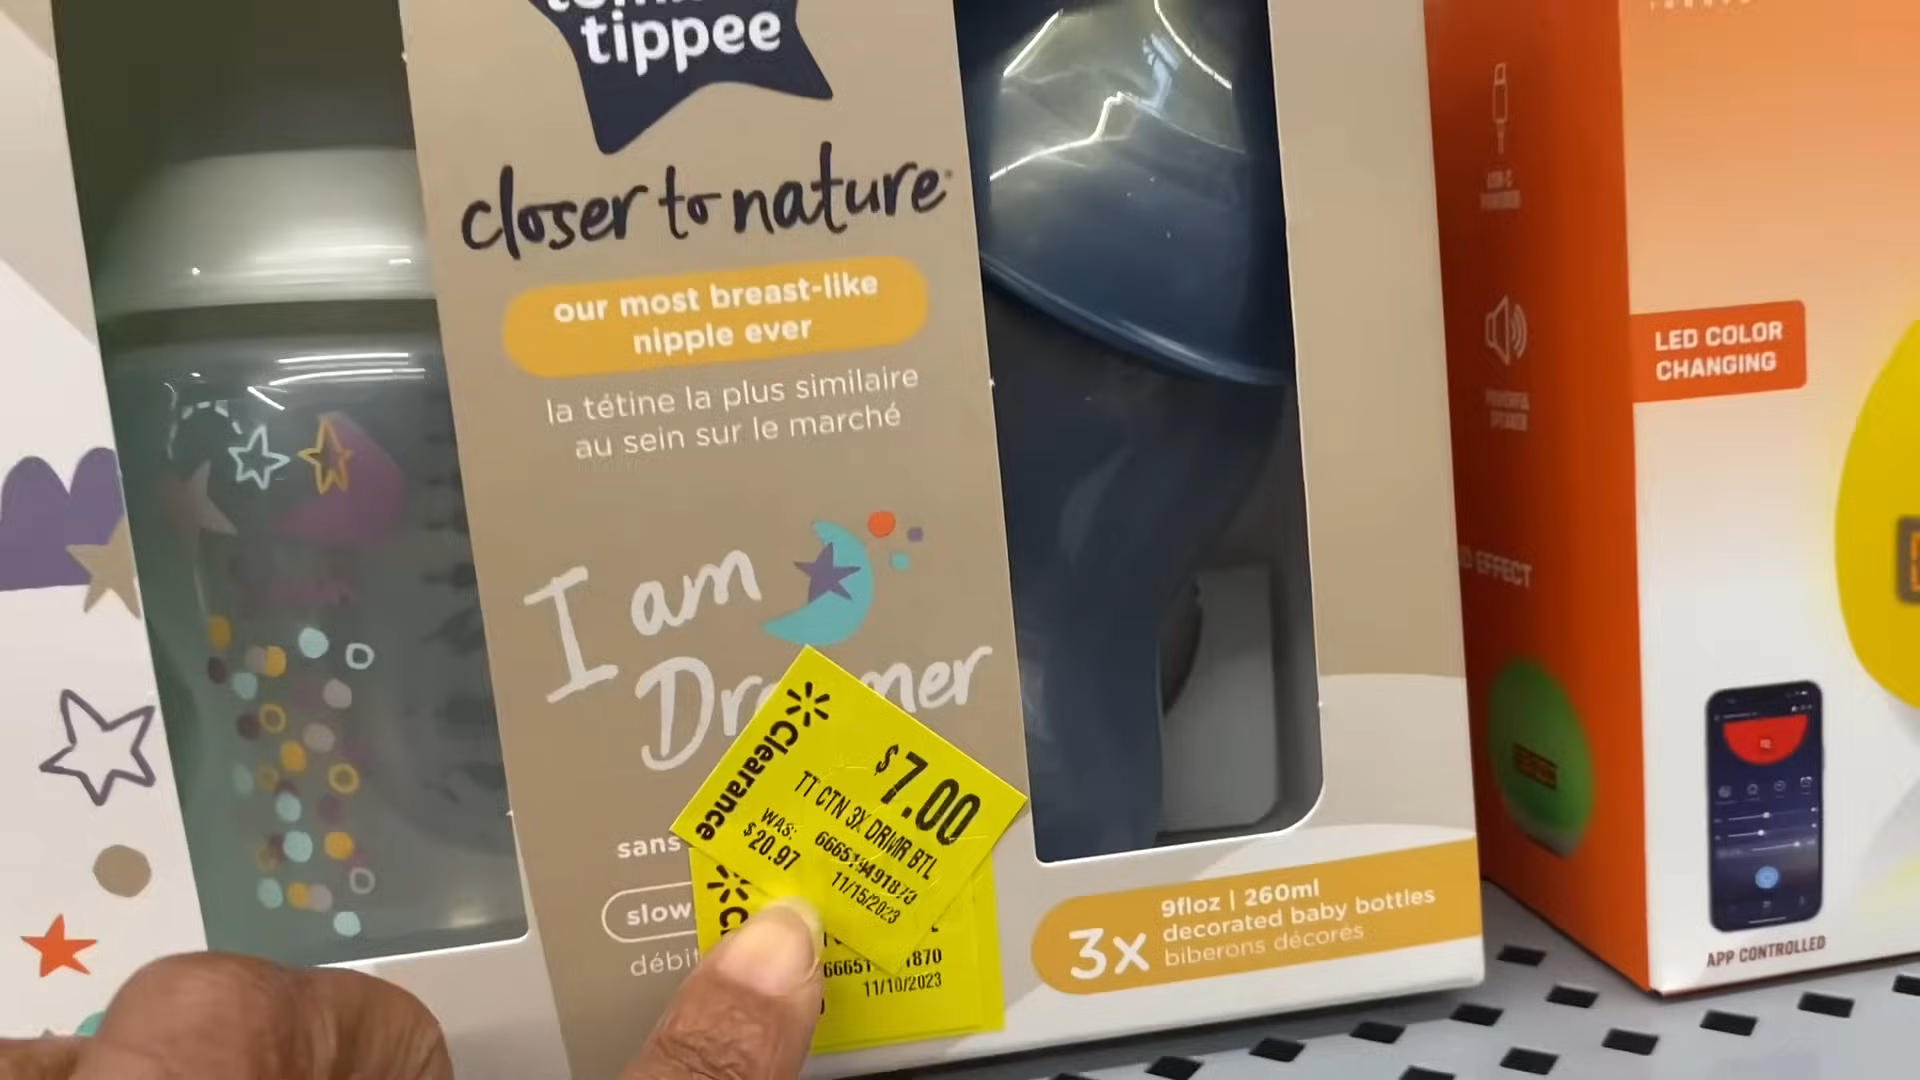 tippee
closer to nature
our most breast-like
nipple ever
la tétine la plus similaire
au sein sur le marché
I am
sans
slow
débit
Clearance
$7.00
TT CTN 3X DRMR BTL
WAS:
$20.97
11/15/2023
11/10/2023
3x
9floz | 260ml
decorated baby bottles
biberons décorés
LED COLOR
CHANGING
EFFECT
APP CONTROLLED